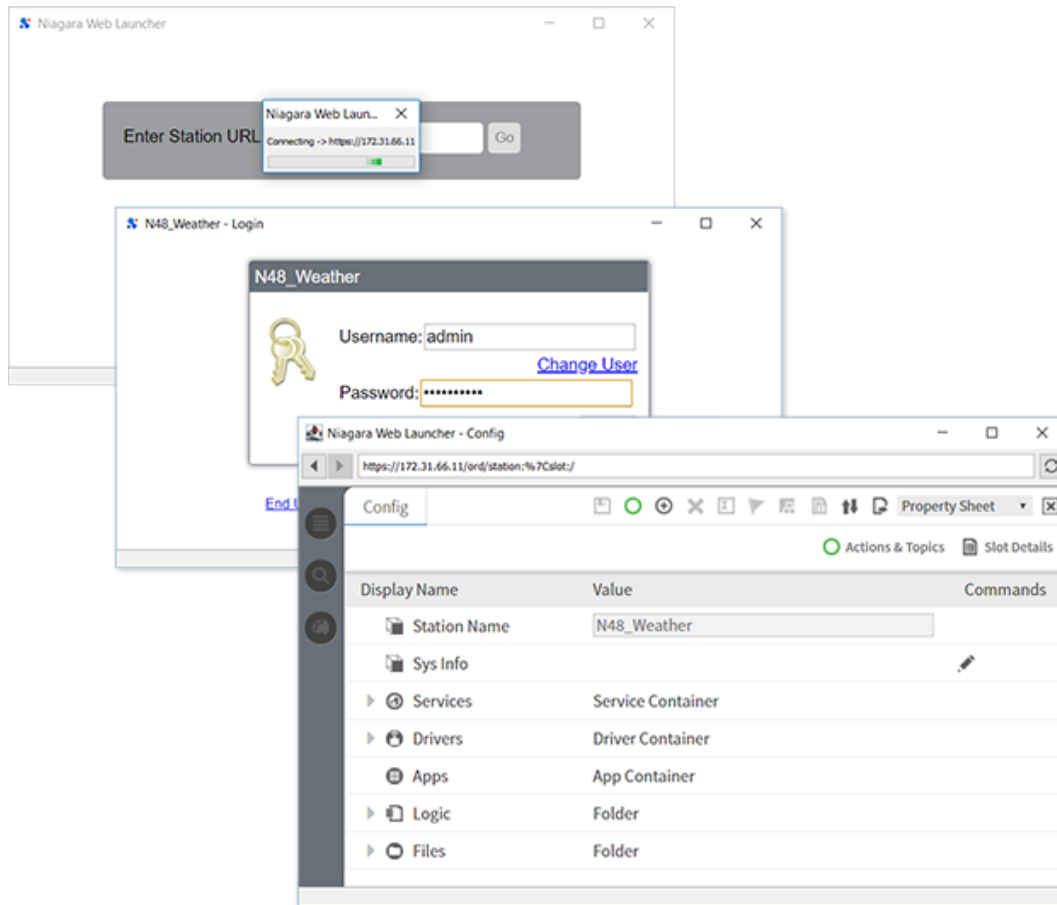 Niagara Web Launcher
Enter Station URL
Go
Niagara Web Laun...
Connecting -> https://172.31.66.11
N48_Weather - Login
N48_Weather
Username: admin
Change User
Password: ••••••••••
End U
Niagara Web Launcher - Config
https://172.31.66.11/ord/station:%7Cslot:/
Config
Property Sheet
Actions & Topics Slot Details
Display Name Value Commands
Station Name N48_Weather
Sys Info
Services Service Container
Drivers Driver Container
Apps App Container
Logic Folder
Files Folder